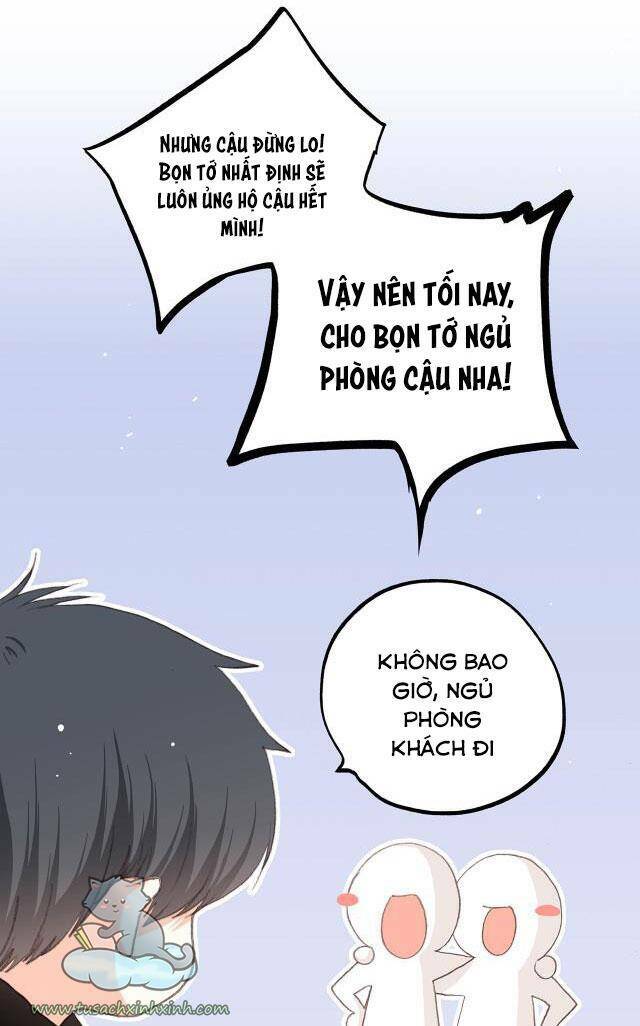 NHƯNG CẬU ĐỪNG LO!
BỌN TỚ NHẤT ĐỊNH SẼ
LUÔN ỦNG HỘ CẬU HẾT
MÌNH!
VẬY NÊN TỐI NAY,
CHO BỌN TỚ NGỦ
PHÒNG CẬU NHA!
KHÔNG BAO
GIỜ, NGỦ
PHÒNG
KHÁCH ĐI
www.tusachxinhxinh.com